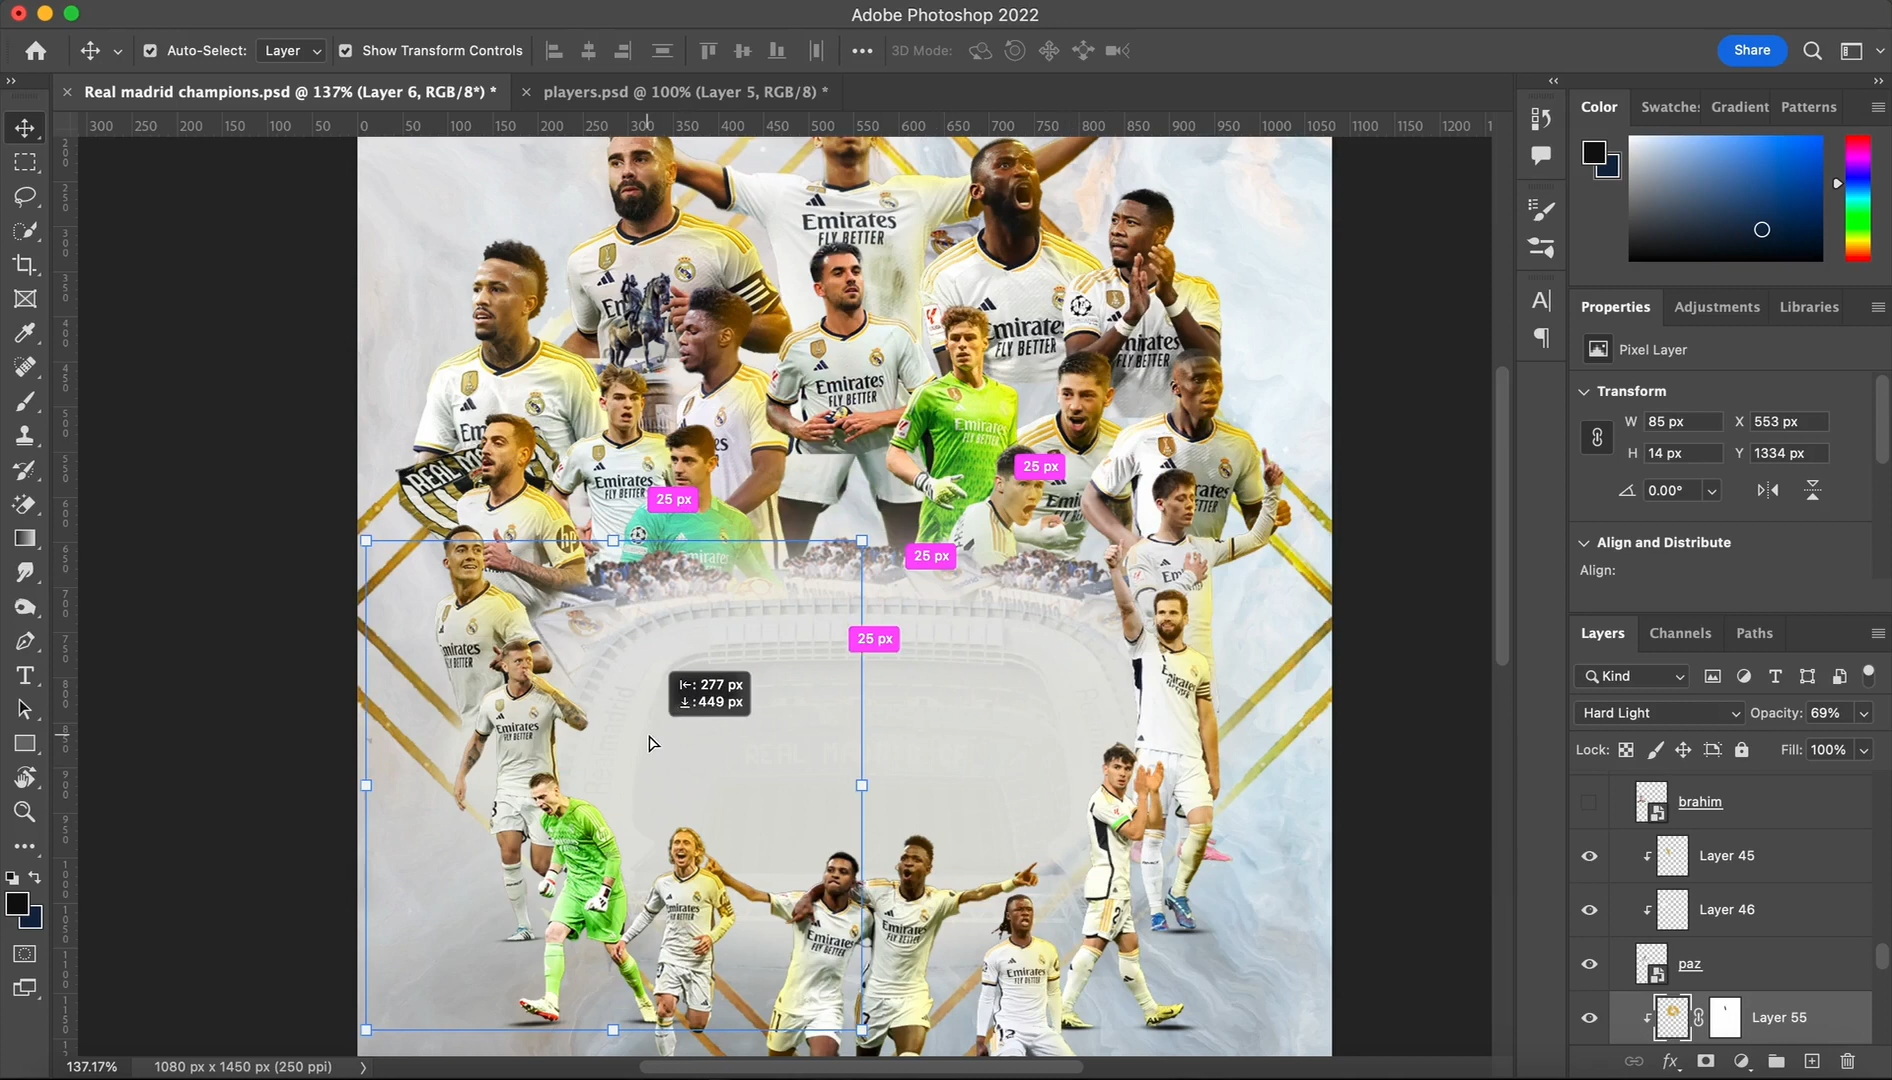 Adobe Photoshop 2022
Auto-Select: Layer Show Transform Controls 3D Mode: Share
Real madrid champions.psd @ 137% (Layer 6, RGB/8*) * players.psd @ 100% (Layer 5, RGB/8) *
300 250 200 150 100 50 0 50 100 150 200 250 300 350 400 450 500 550 600 650 700 750 800 850 900 950 1000 1050 1100 1150 1200
Color Swatches Gradient Patterns
Properties Adjustments Libraries
Pixel Layer
Transform
W 85 px X 553 px
H 14 px Y 1334 px
0.00°
Align and Distribute
Align:
Layers Channels Paths
Kind
Hard Light Opacity: 69%
Lock: Fill: 100%
brahim
Layer 45
Layer 46
paz
Layer 55
Emirates
FLY BETTER
Emirates
FLY BETTER
25 px
25 px
25 px
25 px
277 px
449 px
REAL MA
137.17% 1080 px x 1450 px (250 ppi)